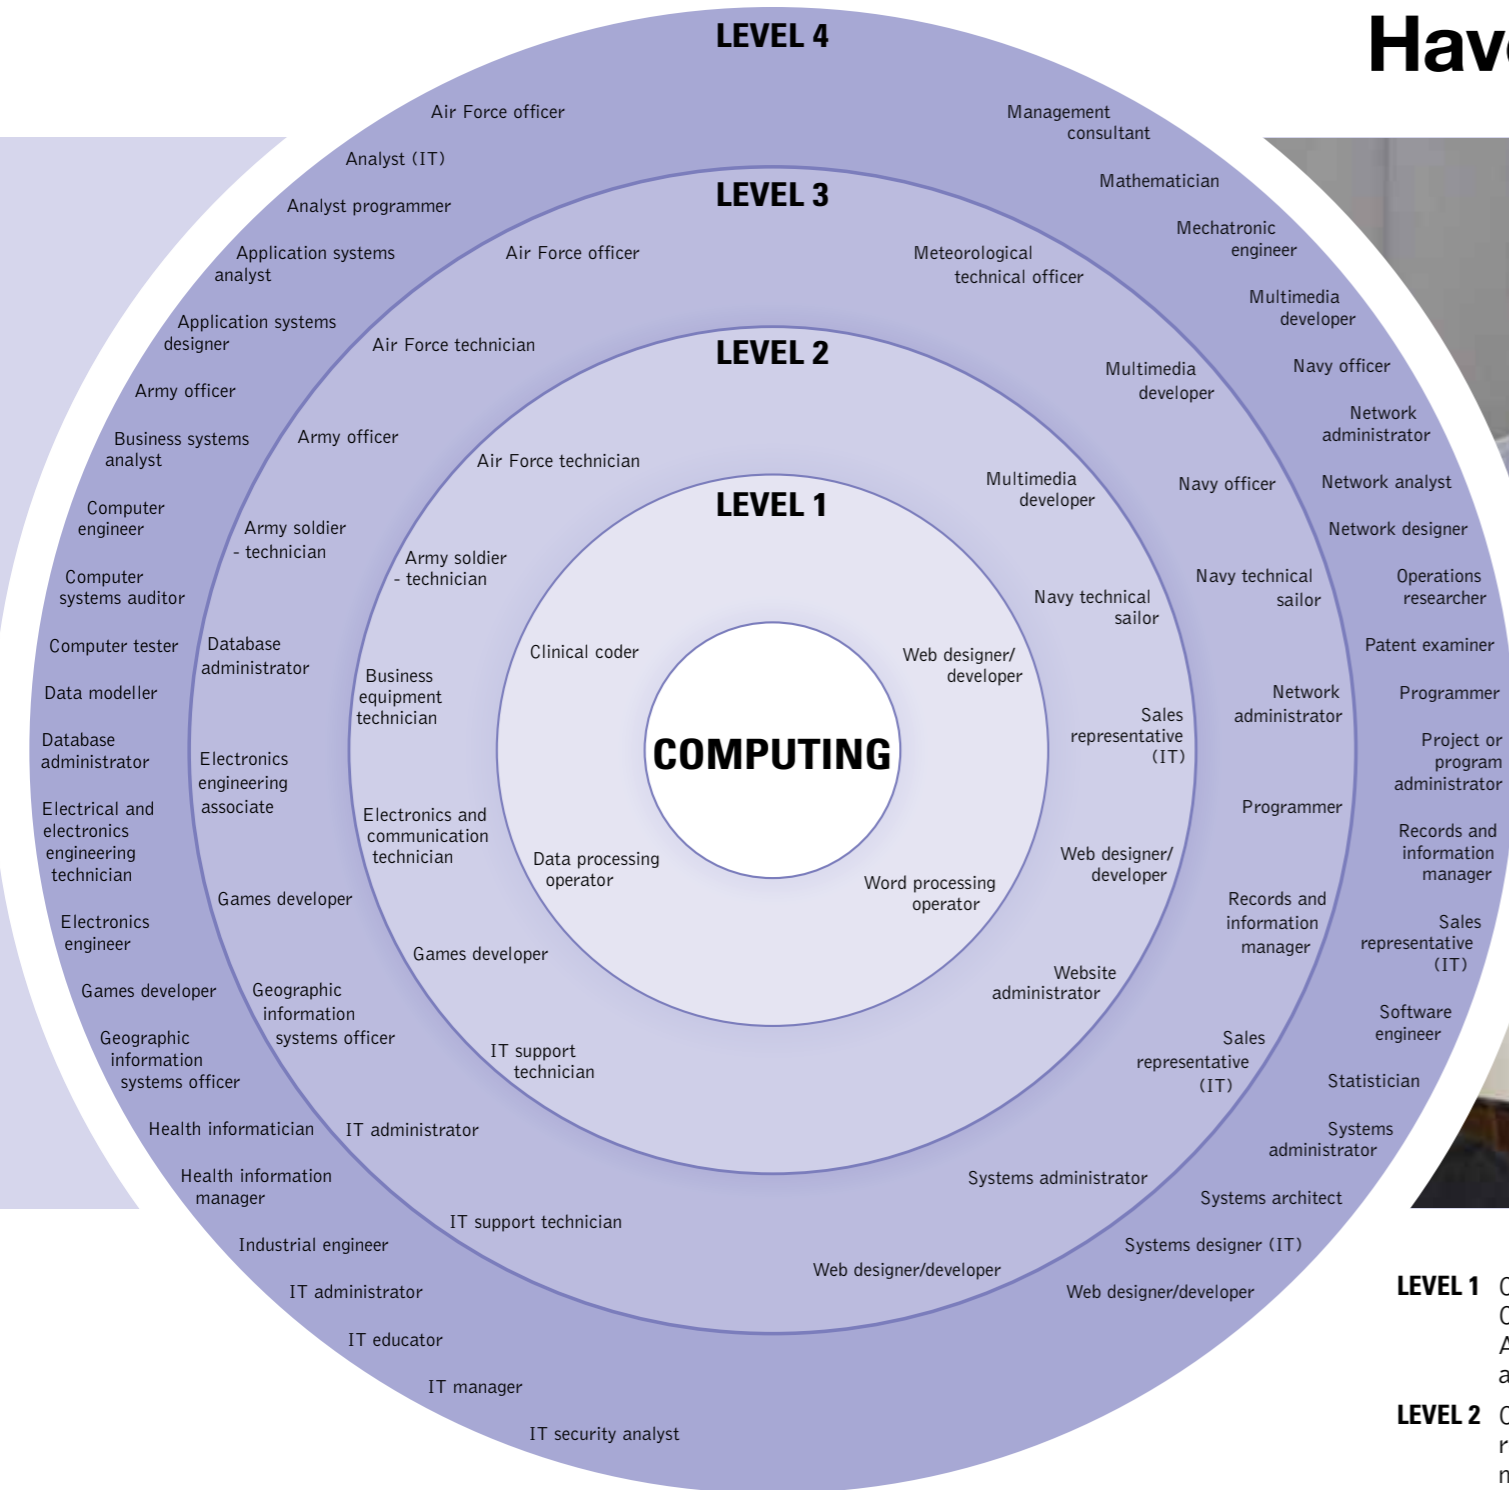 Have
LEVEL 4
Air Force officer
Analyst (IT)
Analyst programmer
Application systems
analyst
Application systems
designer
Army officer
Business systems
analyst
Computer
engineer
Computer
systems auditor
Computer tester
Data modeller
Database
administrator
Electrical and
electronics
engineering
technician
Electronics
engineer
Games developer
Geographic
information
systems officer
Health informatician
Health information
manager
Industrial engineer
IT administrator
IT educator
IT manager
IT security analyst
Management
consultant
Mathematician
Mechatronic
engineer
Multimedia
developer
Navy officer
Network
administrator
Network analyst
Network designer
Operations
researcher
Patent examiner
Programmer
Project or
program
administrator
Records and
information
manager
Sales
representative
(IT)
Software
engineer
Statistician
Systems
administrator
Systems architect
Systems designer (IT)
Web designer/developer
LEVEL 3
Air Force officer
Air Force technician
Army officer
Army soldier
- technician
Database
administrator
Electronics
engineering
associate
Games developer
Geographic
information
systems officer
IT administrator
IT support technician
Meteorological
technical officer
Multimedia
developer
Navy officer
Navy technical
sailor
Network
administrator
Programmer
Records and
information
manager
Sales
representative
(IT)
Systems administrator
Web designer/developer
LEVEL 2
Air Force technician
Army soldier
- technician
Business
equipment
technician
Electronics and
communication
technician
Games developer
IT support
technician
Multimedia
developer
Navy technical
sailor
Sales
representative
(IT)
Web designer/
developer
Website
administrator
LEVEL 1
Clinical coder
Data processing
operator
Web designer/
developer
Word processing
operator
COMPUTING
LEVEL 1
LEVEL 2